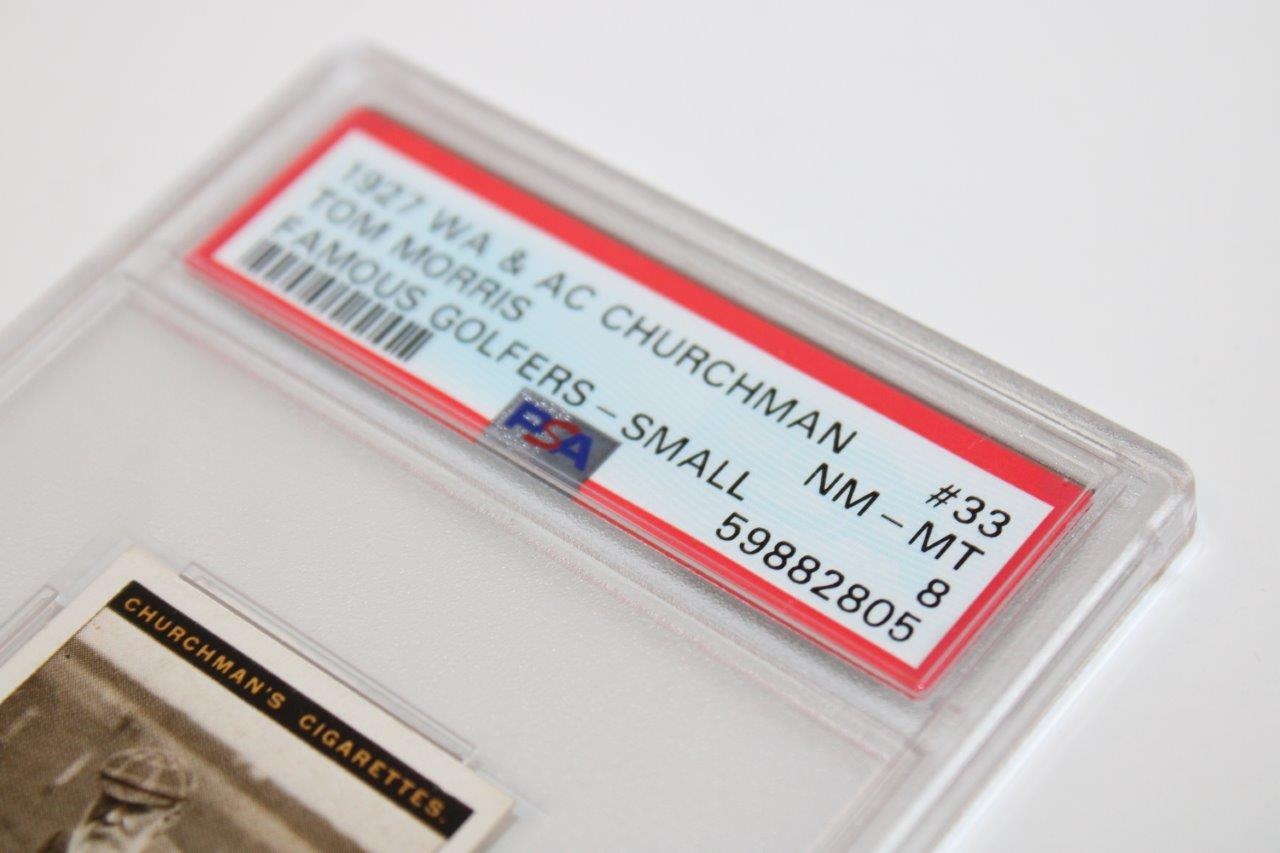 1927 WA & AC CHURCHMAN #33
TOM MORRIS NM - MT
FAMOUS GOLFERS - SMALL 8
59882805
PSA
CHURCHMAN'S CIGARETTES.